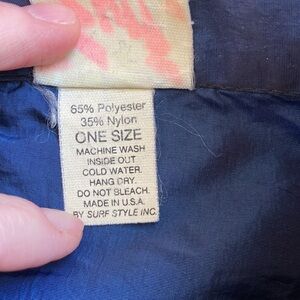 65% Polyester
35% Nylon
ONE SIZE
MACHINE WASH
INSIDE OUT
COLD WATER.
HANG DRY.
DO NOT BLEACH.
MADE IN U.S.A.
BY SURF STYLE INC.